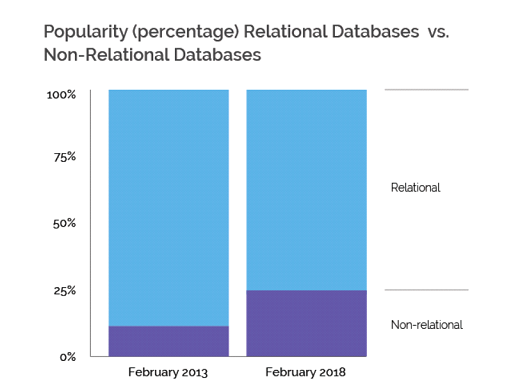 Popularity (percentage) Relational Databases vs.
Non-Relational Databases
100%
75%
50%
25%
0%
Relational
Non-relational
February 2013
February 2018